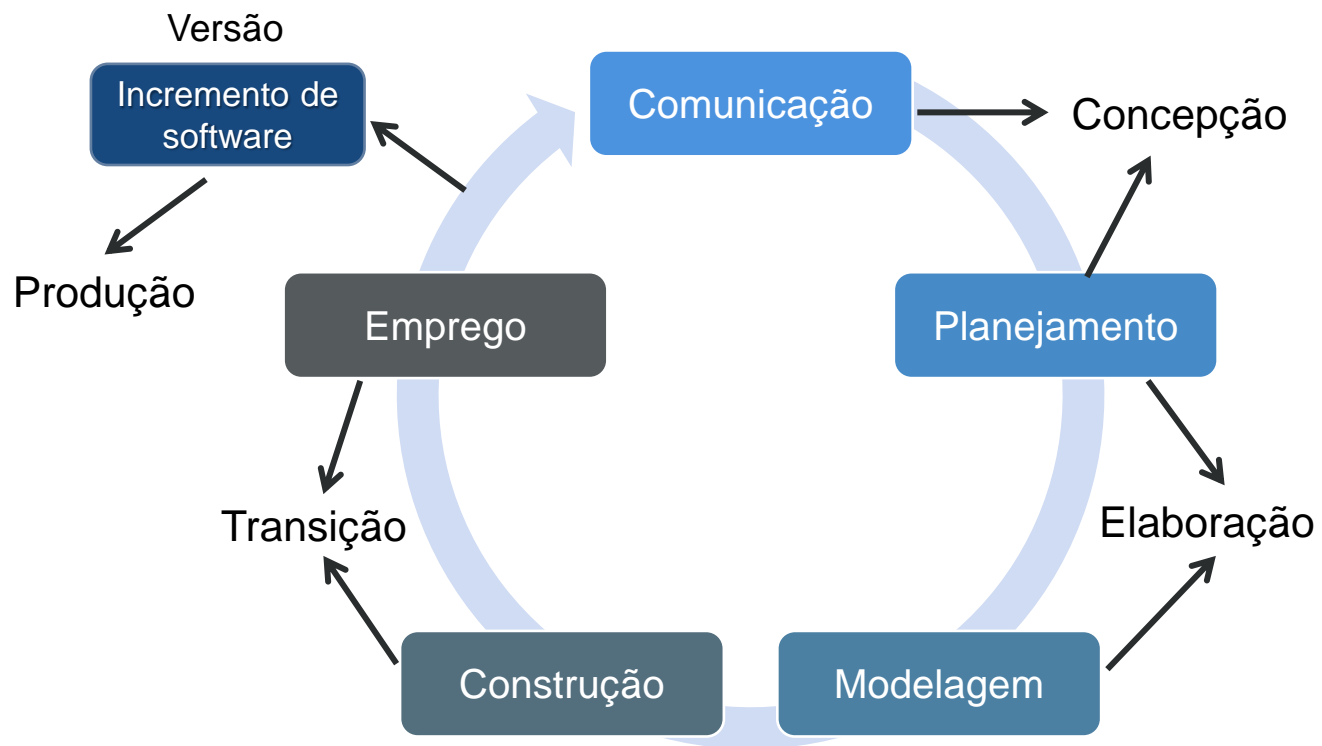 Versão
Incremento de
software
Comunicação
Concepção
Produção
Emprego
Planejamento
Transição
Elaboração
Construção
Modelagem